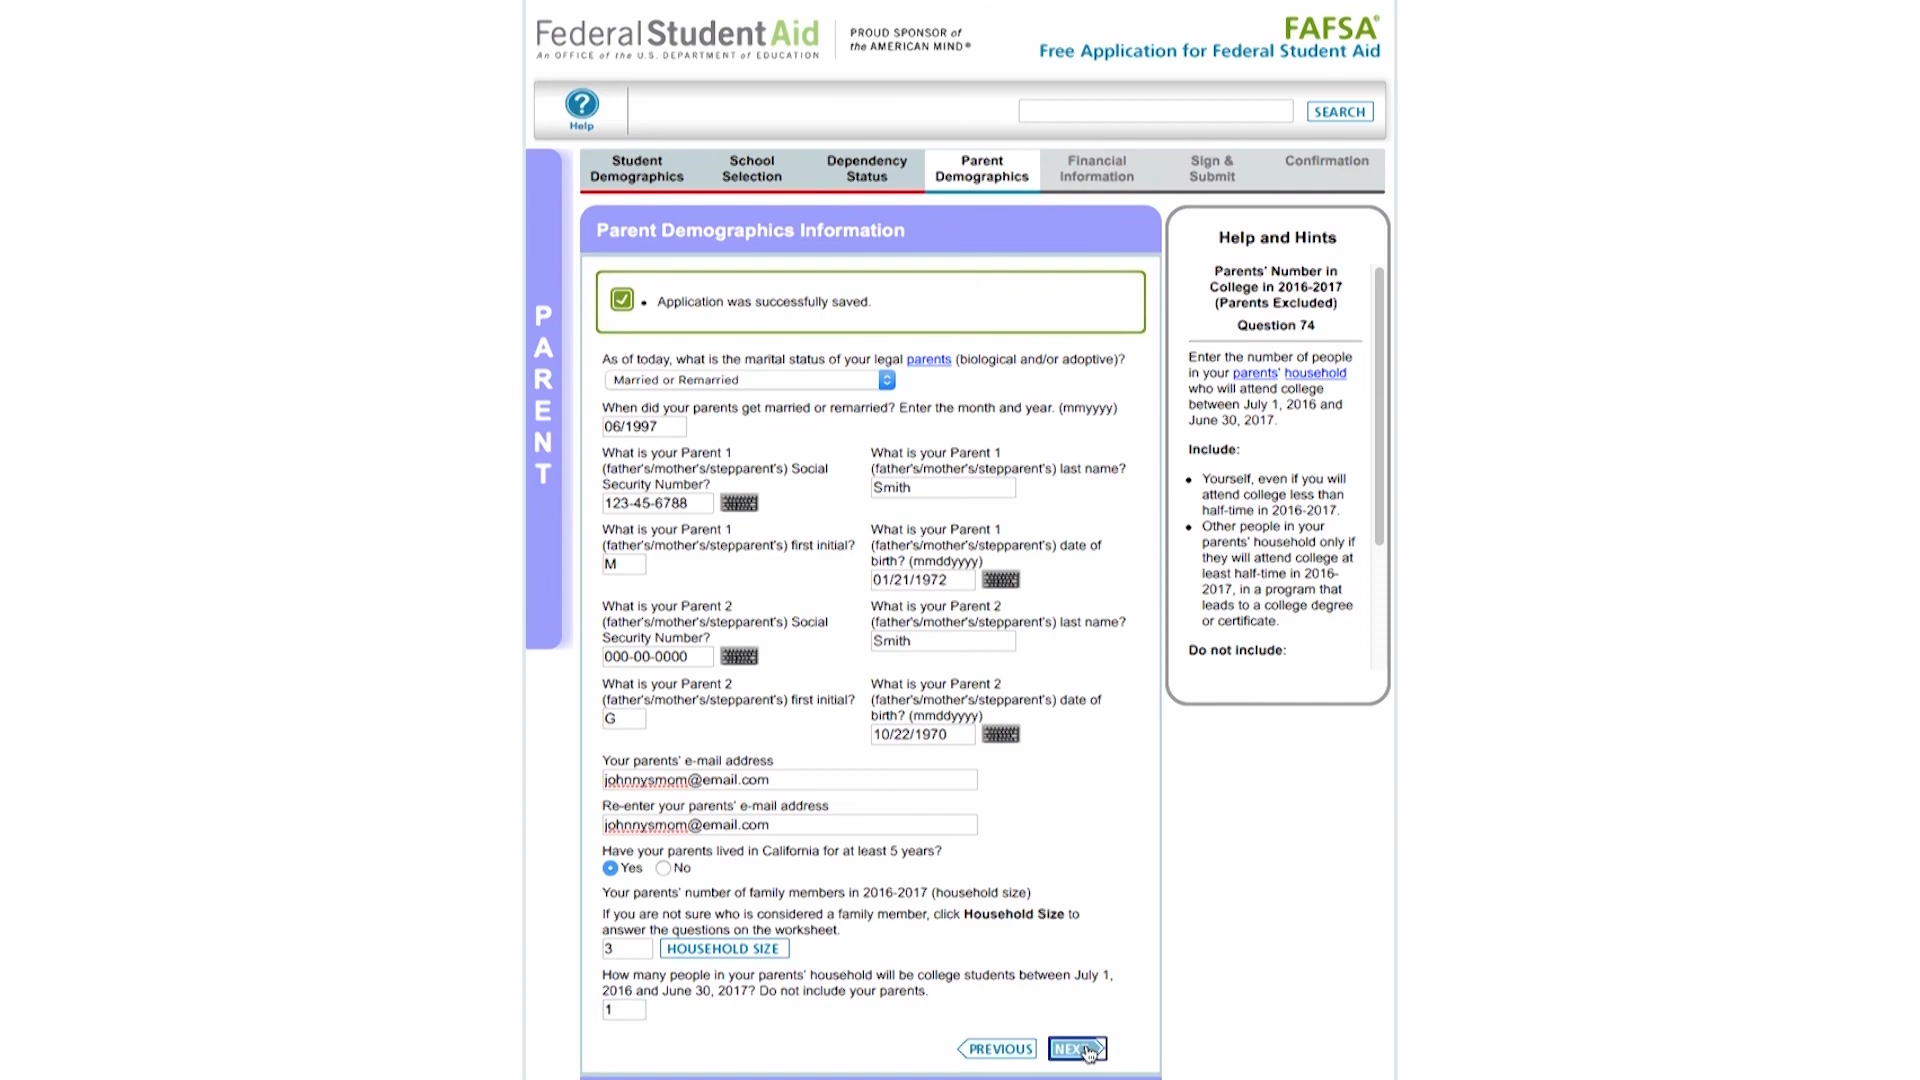 Federal Student Aid
An OFFICE of the U.S. DEPARTMENT of EDUCATION
PROUD SPONSOR of
the AMERICAN MIND®
FAFSA®
Free Application for Federal Student Aid
?
Help
SEARCH
Student
Demographics
School
Selection
Dependency
Status
Parent
Demographics
Financial
Information
Sign &
Submit
Confirmation
PARENT
Parent Demographics Information
• Application was successfully saved.
As of today, what is the marital status of your legal parents (biological and/or adoptive)?
Married or Remarried
When did your parents get married or remarried? Enter the month and year. (mmyyyy)
06/1997
What is your Parent 1
(father's/mother's/stepparent's) Social
Security Number?
123-45-6788
What is your Parent 1
(father's/mother's/stepparent's) last name?
Smith
What is your Parent 1
(father's/mother's/stepparent's) first initial?
M
What is your Parent 1
(father's/mother's/stepparent's) date of
birth? (mmddyyyy)
01/21/1972
What is your Parent 2
(father's/mother's/stepparent's) Social
Security Number?
000-00-0000
What is your Parent 2
(father's/mother's/stepparent's) last name?
Smith
What is your Parent 2
(father's/mother's/stepparent's) first initial?
G
What is your Parent 2
(father's/mother's/stepparent's) date of
birth? (mmddyyyy)
10/22/1970
Your parents' e-mail address
johnnysmom@email.com
Re-enter your parents' e-mail address
johnnysmom@email.com
Have your parents lived in California for at least 5 years?
Yes No
Your parents' number of family members in 2016-2017 (household size)
If you are not sure who is considered a family member, click Household Size to
answer the questions on the worksheet.
3 HOUSEHOLD SIZE
How many people in your parents' household will be college students between July 1,
2016 and June 30, 2017? Do not include your parents.
1
PREVIOUS NEXT
Help and Hints
Parents' Number in
College in 2016-2017
(Parents Excluded)
Question 74
Enter the number of people
in your parents' household
who will attend college
between July 1, 2016 and
June 30, 2017.
Include:
• Yourself, even if you will
attend college less than
half-time in 2016-2017.
• Other people in your
parents' household only if
they will attend college at
least half-time in 2016-
2017, in a program that
leads to a college degree
or certificate.
Do not include: